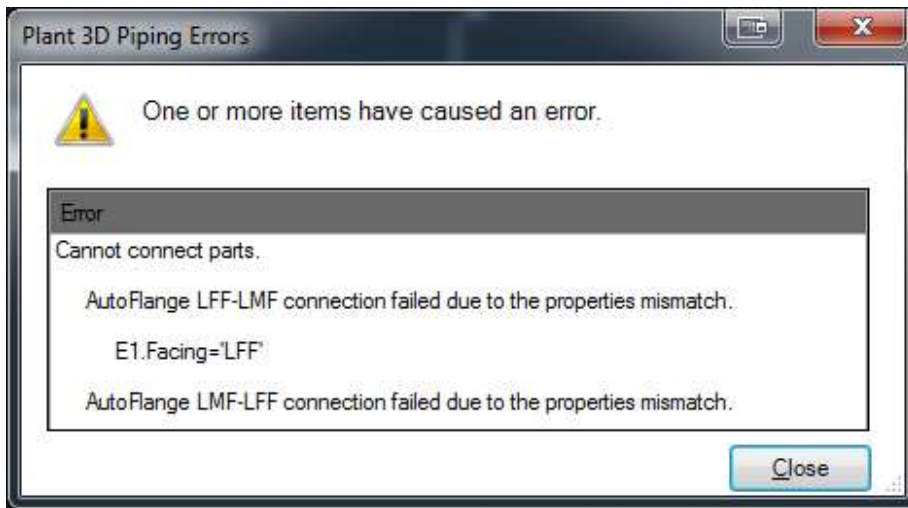 Plant 3D Piping Errors
One or more items have caused an error.
Error
Cannot connect parts.
AutoFlange LFF-LMF connection failed due to the properties mismatch.
E1.Facing='LFF'
AutoFlange LMF-LFF connection failed due to the properties mismatch.
Close